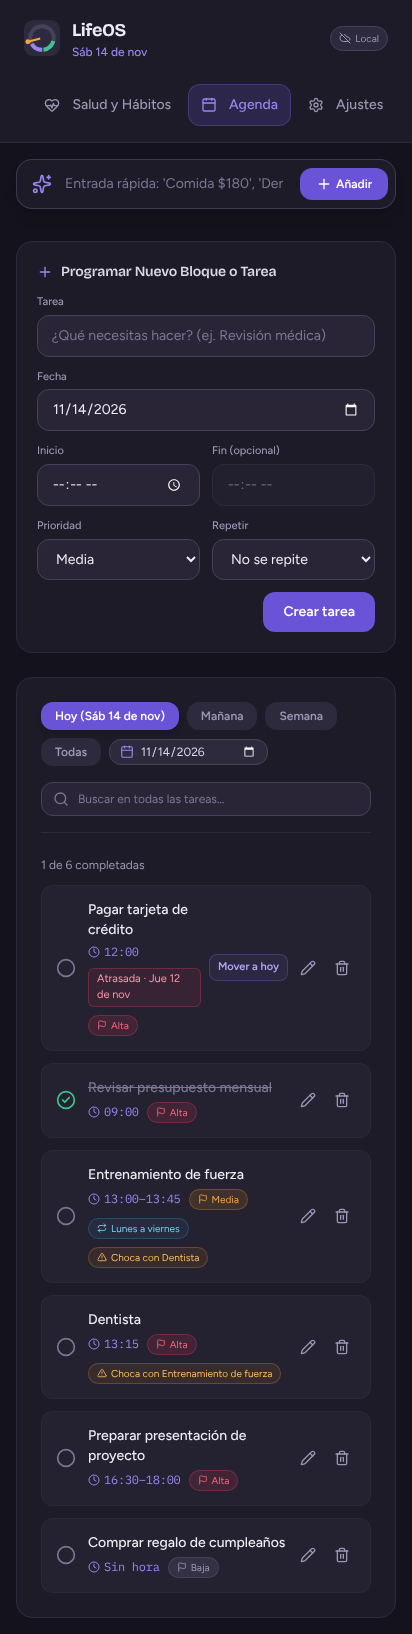 LifeOS
Sáb 14 de nov
Local
Salud y Hábitos
Agenda
Ajustes
Entrada rápida: 'Comida $180', 'Der
Añadir
Programar Nuevo Bloque o Tarea
Tarea
¿Qué necesitas hacer? (ej. Revisión médica)
Fecha
11/14/2026
Inicio
Fin (opcional)
--:-- --
--:-- --
Prioridad
Repetir
Media
No se repite
Crear tarea
Hoy (Sáb 14 de nov)
Mañana
Semana
Todas
11/14/2026
Buscar en todas las tareas...
1 de 6 completadas
Pagar tarjeta de
crédito
12:00
Atrasada · Jue 12
de nov
Alta
Mover a hoy
Revisar presupuesto mensual
09:00
Alta
Entrenamiento de fuerza
13:00–13:45
Media
Lunes a viernes
Choca con Dentista
Dentista
13:15
Alta
Choca con Entrenamiento de fuerza
Preparar presentación de
proyecto
16:30–18:00
Alta
Comprar regalo de cumpleaños
Sin hora
Baja